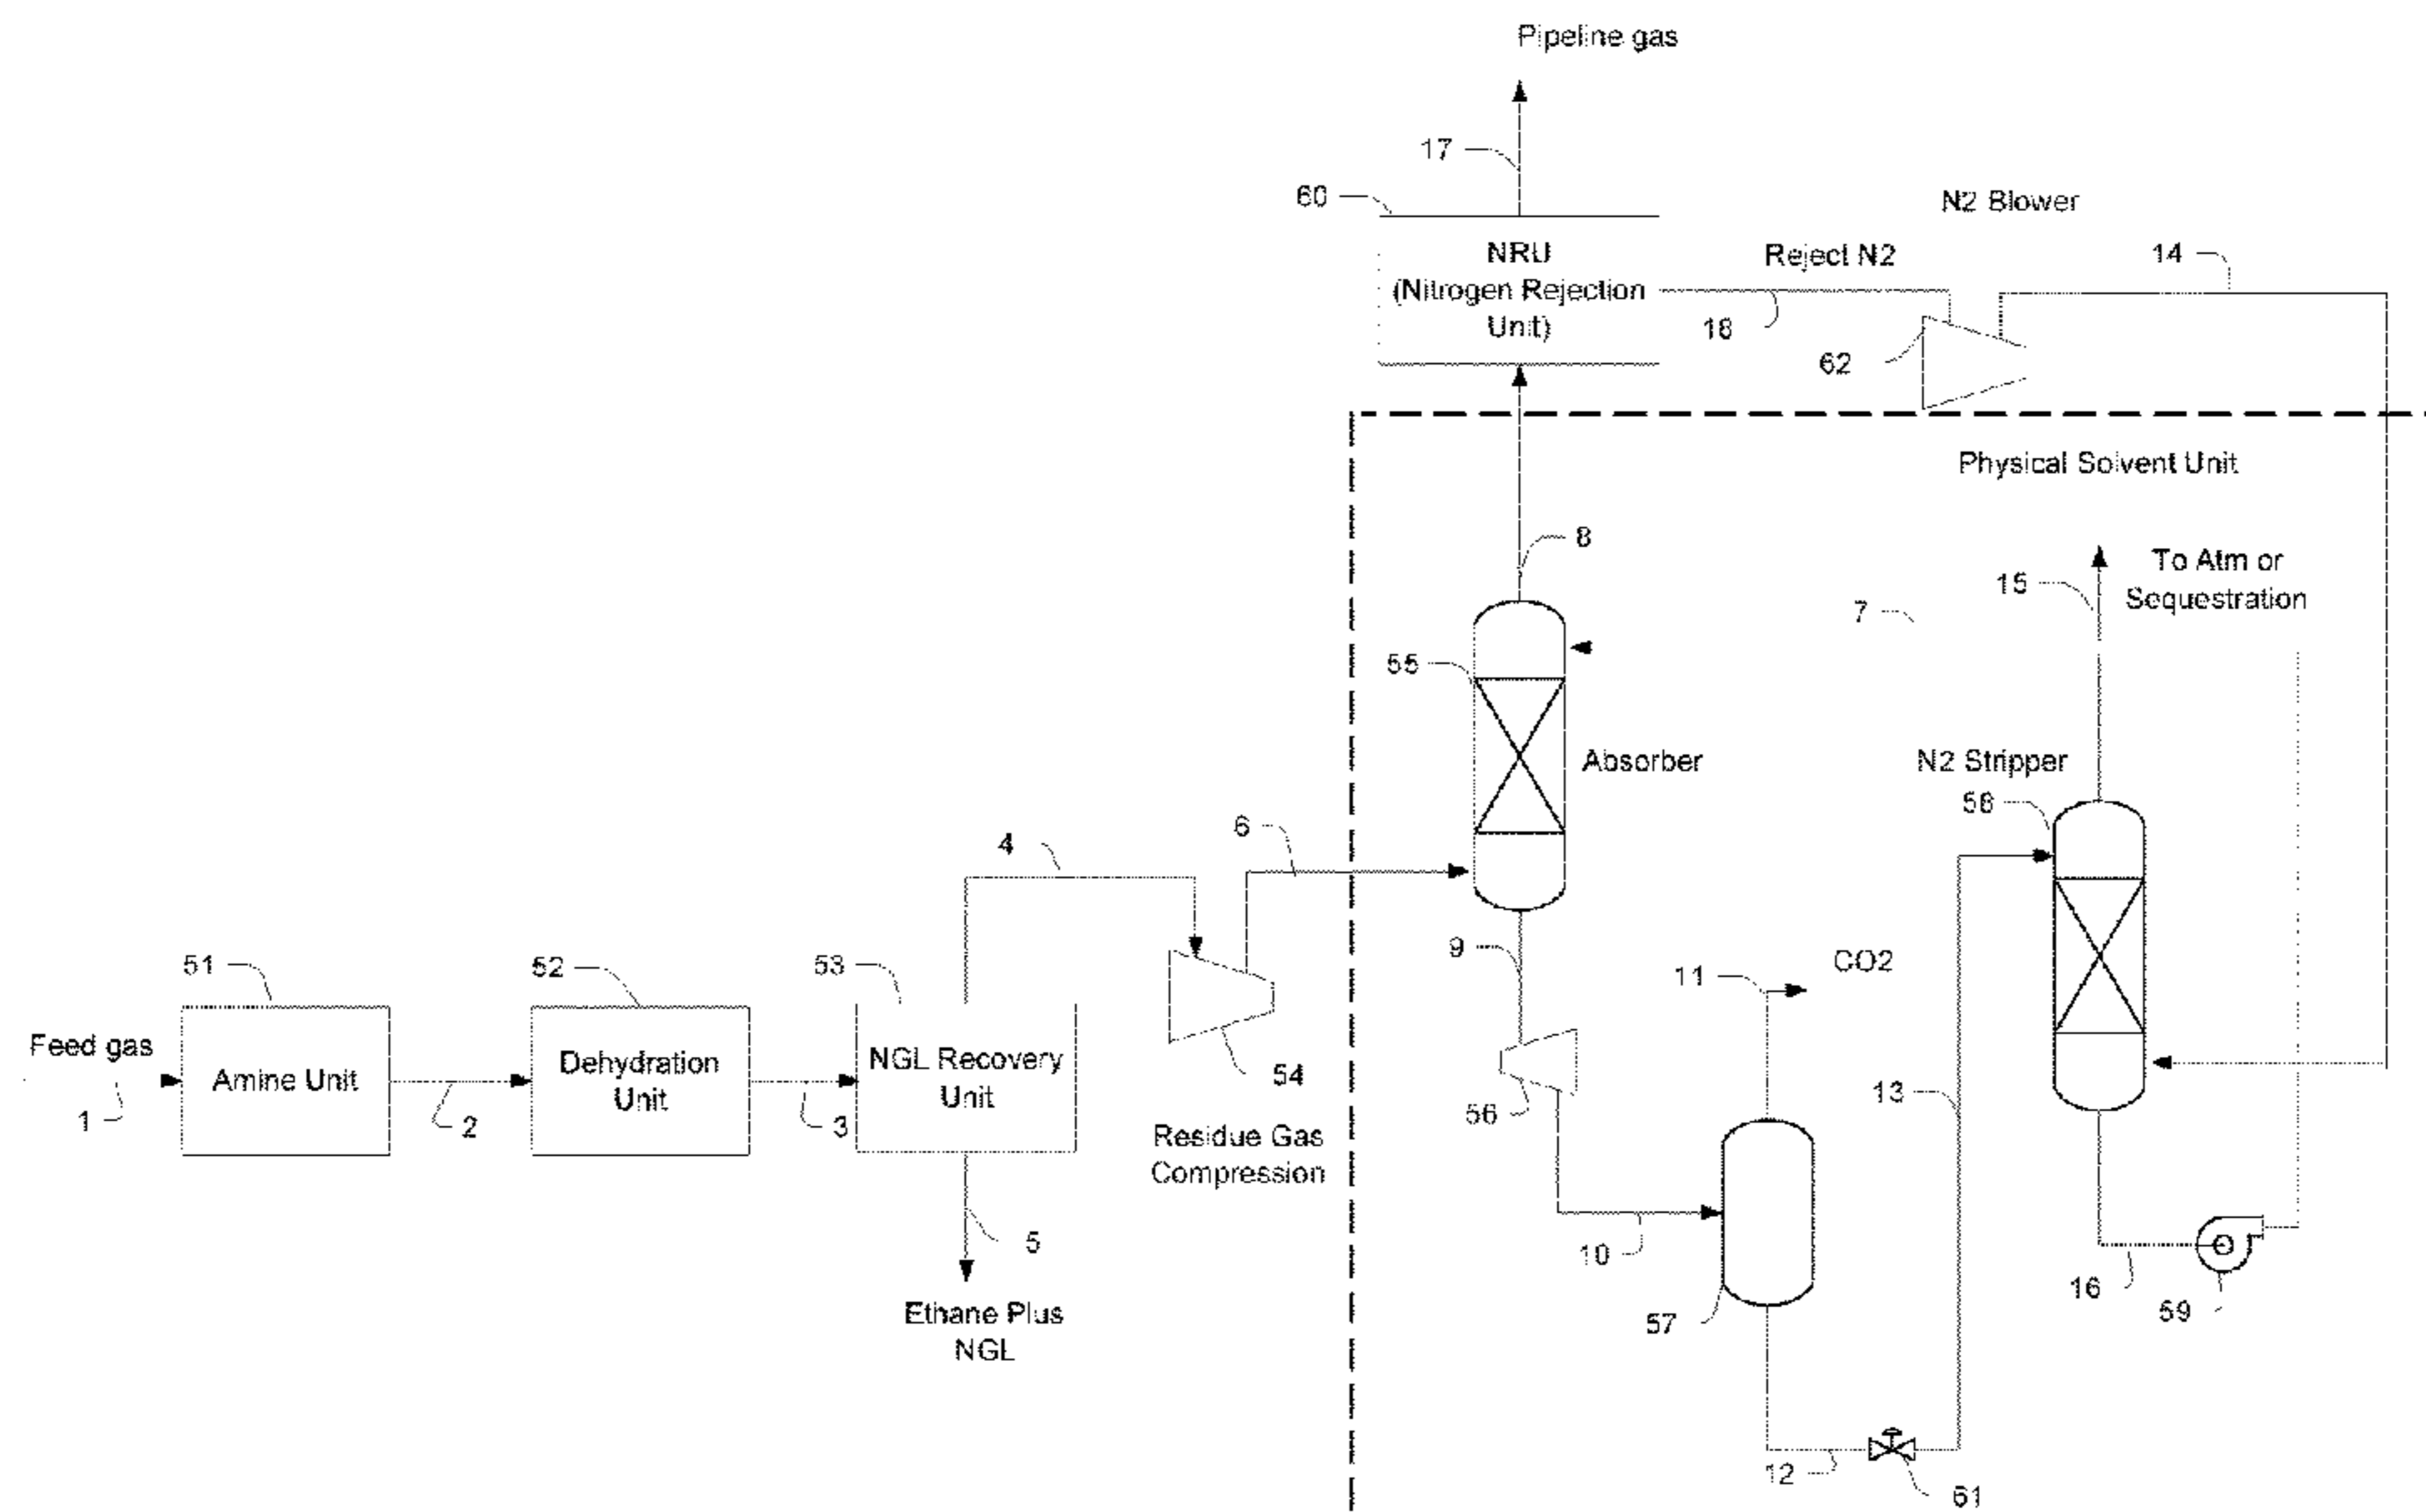 Pipeline gas
17
60
N2 Blower
NRU
(Nitrogen Rejection
Unit)
Reject N2
14
18
62
Physical Solvent Unit
8
To Atm or
Sequestration
15
7
55
Absorber
N2 Stripper
58
6
4
9
11
CO2
51
52
53
Feed gas
1
Amine Unit
2
Dehydration
Unit
3
NGL Recovery
Unit
54
56
13
Residue Gas
Compression
5
10
16
59
57
Ethane Plus
NGL
12
61